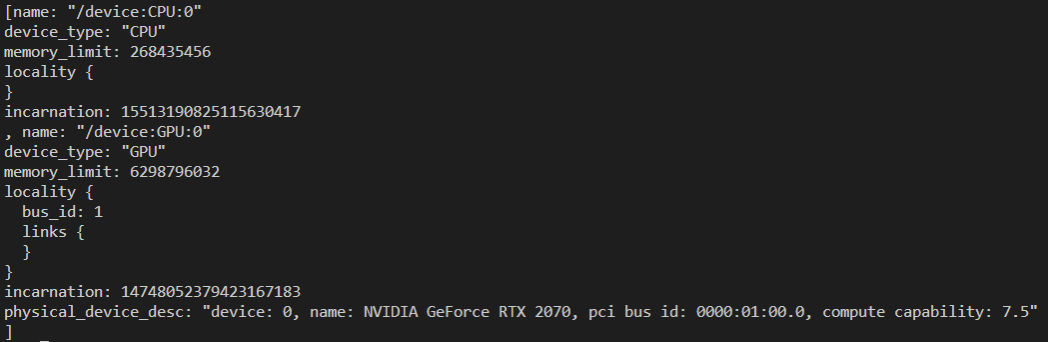 [name: "/device:CPU:0"
device_type: "CPU"
memory_limit: 268435456
locality {
}
incarnation: 15513190825115630417
, name: "/device:GPU:0"
device_type: "GPU"
memory_limit: 6298796032
locality {
  bus_id: 1
  links {
  }
}
incarnation: 14748052379423167183
physical_device_desc: "device: 0, name: NVIDIA GeForce RTX 2070, pci bus id: 0000:01:00.0, compute capability: 7.5"
]